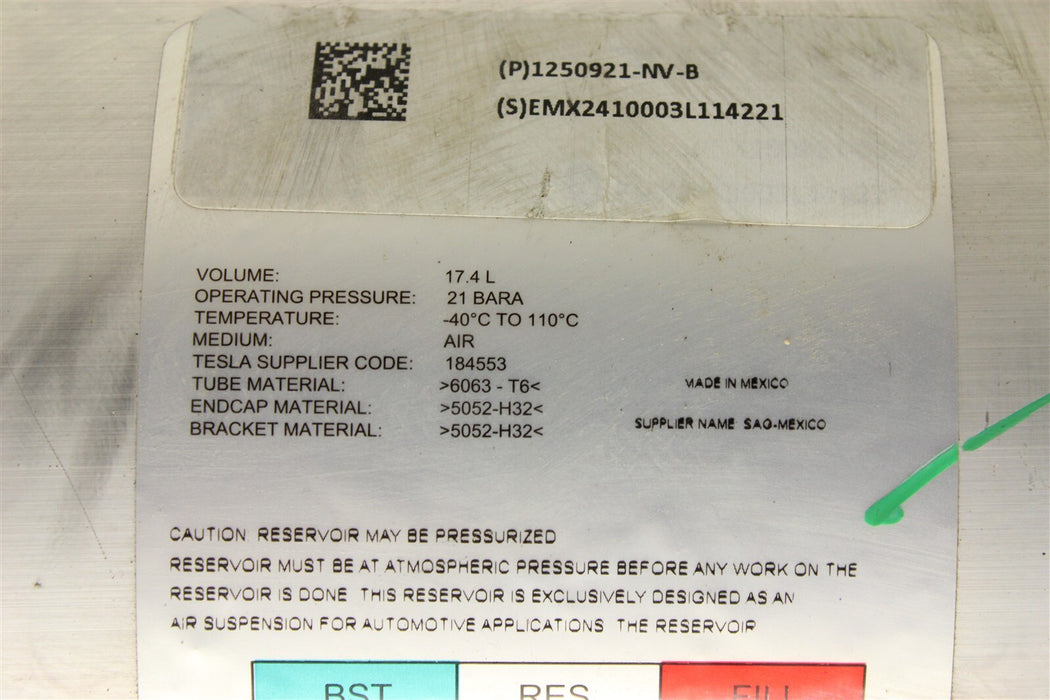 (P)1250921-NV-B
(S)EMX2410003L114221
VOLUME: 17.4 L
OPERATING PRESSURE: 21 BARA
TEMPERATURE: -40°C TO 110°C
MEDIUM: AIR
TESLA SUPPLIER CODE: 184553
TUBE MATERIAL: >6063 - T6<
ENDCAP MATERIAL: >5052-H32<
BRACKET MATERIAL: >5052-H32<
MADE IN MEXICO
SUPPLIER NAME: SAG-MEXICO
CAUTION: RESERVOIR MAY BE PRESSURIZED
RESERVOIR MUST BE AT ATMOSPHERIC PRESSURE BEFORE ANY WORK ON THE
RESERVOIR IS DONE. THIS RESERVOIR IS EXCLUSIVELY DESIGNED AS AN
AIR SUSPENSION FOR AUTOMOTIVE APPLICATIONS. THE RESERVOIR
BST RES FILL